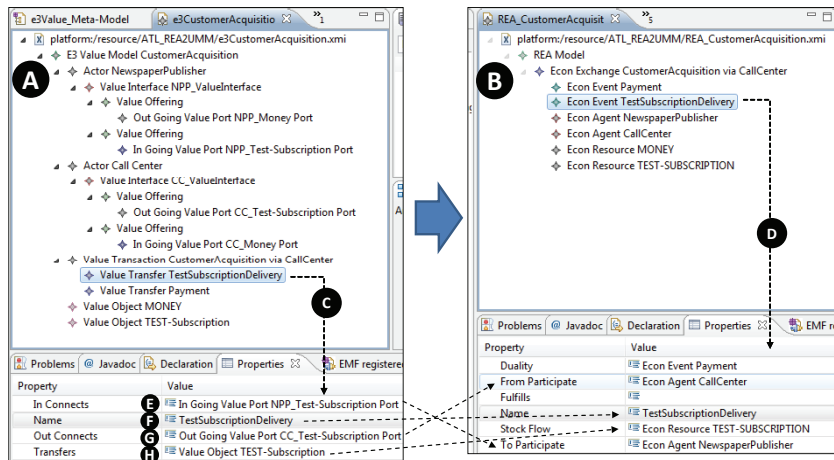 e3Value_Meta-Model
e3CustomerAcquisitio
»1
platform:/resource/ATL_REA2UMM/e3CustomerAcquisition.xmi
E3 Value Model CustomerAcquisition
A
Actor NewspaperPublisher
Value Interface NPP_ValueInterface
Value Offering
Out Going Value Port NPP_Money Port
Value Offering
In Going Value Port NPP_Test-Subscription Port
Actor Call Center
Value Interface CC_ValueInterface
Value Offering
Out Going Value Port CC_Test-Subscription Port
Value Offering
In Going Value Port CC_Money Port
Value Transaction CustomerAcquisition via CallCenter
Value Transfer TestSubscriptionDelivery
Value Transfer Payment
C
Value Object MONEY
Value Object TEST-Subscription
Problems @ Javadoc Declaration Properties EMF registere
Property Value
In Connects E In Going Value Port NPP_Test-Subscription Port
Name F TestSubscriptionDelivery
Out Connects G Out Going Value Port CC_Test-Subscription Port
Transfers H Value Object TEST-Subscription
REA_CustomerAcquisit
»5
platform:/resource/ATL_REA2UMM/REA_CustomerAcquisition.xmi
REA Model
B
Econ Exchange CustomerAcquisition via CallCenter
Econ Event Payment
Econ Event TestSubscriptionDelivery
Econ Agent NewspaperPublisher
Econ Agent CallCenter
Econ Resource MONEY
Econ Resource TEST-SUBSCRIPTION
D
Problems @ Javadoc Declaration Properties EMF r
Property Value
Duality Econ Event Payment
From Participate Econ Agent CallCenter
Fulfills
Name TestSubscriptionDelivery
Stock Flow Econ Resource TEST-SUBSCRIPTION
To Participate Econ Agent NewspaperPublisher